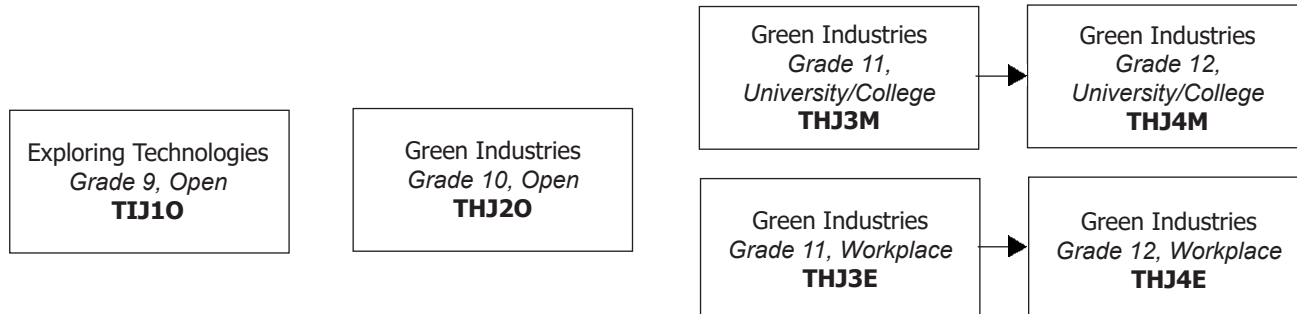 Exploring Technologies
Grade 9, Open
TIJ1O
Green Industries
Grade 10, Open
THJ2O
Green Industries
Grade 11,
University/College
THJ3M
Green Industries
Grade 12,
University/College
THJ4M
Green Industries
Grade 11, Workplace
THJ3E
Green Industries
Grade 12, Workplace
THJ4E